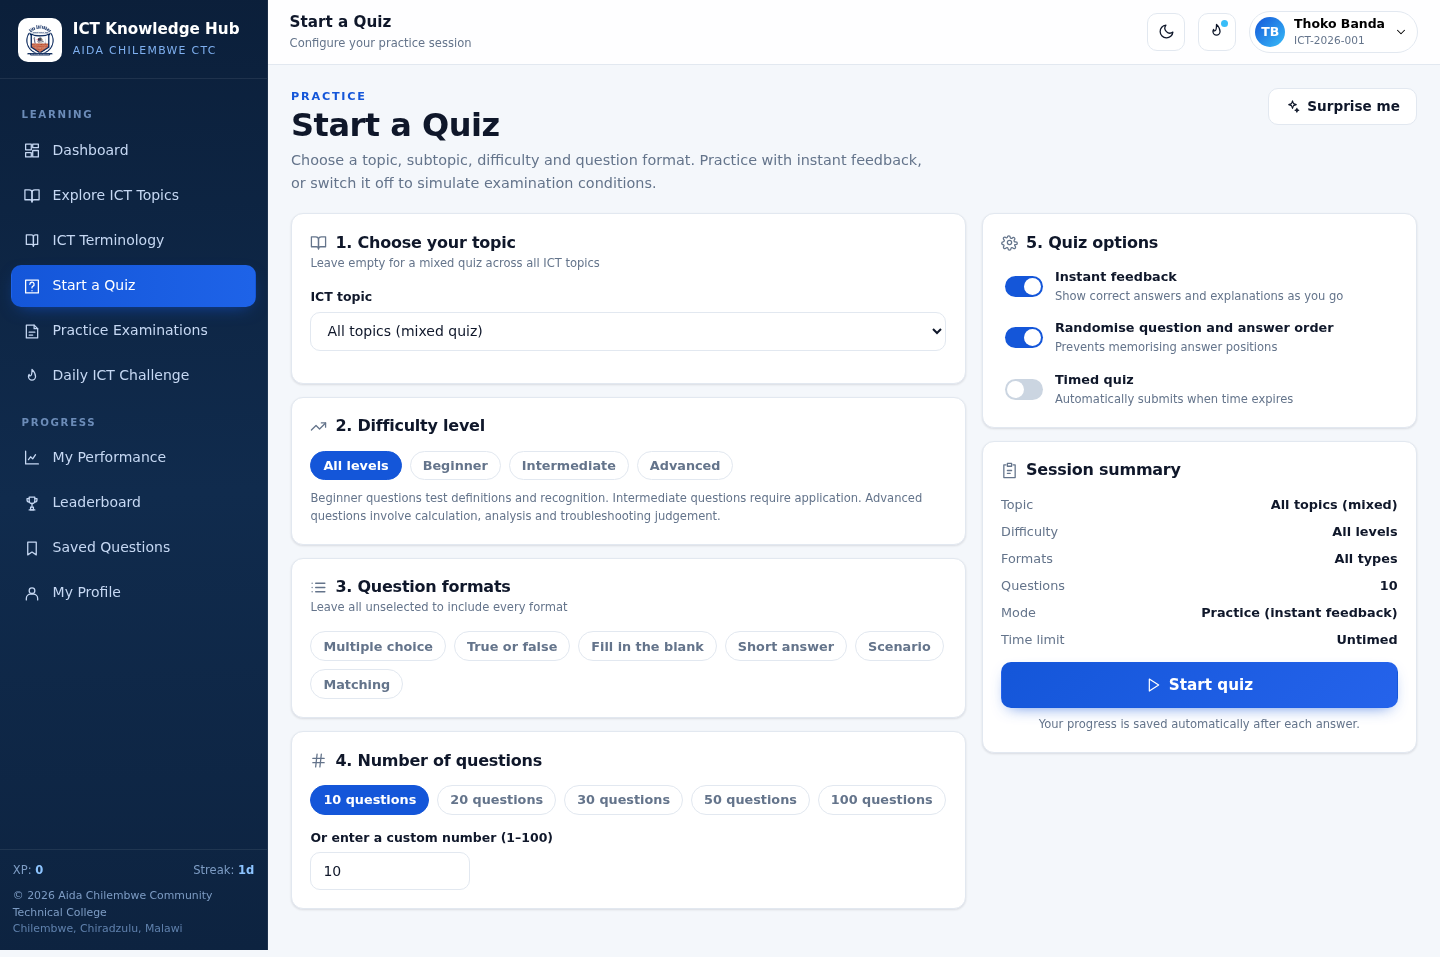 ICT Knowledge Hub
AIDA CHILEMBWE CTC
LEARNING
Dashboard
Explore ICT Topics
ICT Terminology
Start a Quiz
Practice Examinations
Daily ICT Challenge
PROGRESS
My Performance
Leaderboard
Saved Questions
My Profile
XP: 0
Streak: 1d
© 2026 Aida Chilembwe Community
Technical College
Chilembwe, Chiradzulu, Malawi
Start a Quiz
Configure your practice session
TB
Thoko Banda
ICT-2026-001
PRACTICE
Start a Quiz
Choose a topic, subtopic, difficulty and question format. Practice with instant feedback,
or switch it off to simulate examination conditions.
Surprise me
1. Choose your topic
Leave empty for a mixed quiz across all ICT topics
ICT topic
All topics (mixed quiz)
2. Difficulty level
All levels
Beginner
Intermediate
Advanced
Beginner questions test definitions and recognition. Intermediate questions require application. Advanced
questions involve calculation, analysis and troubleshooting judgement.
3. Question formats
Leave all unselected to include every format
Multiple choice
True or false
Fill in the blank
Short answer
Scenario
Matching
4. Number of questions
10 questions
20 questions
30 questions
50 questions
100 questions
Or enter a custom number (1–100)
10
5. Quiz options
Instant feedback
Show correct answers and explanations as you go
Randomise question and answer order
Prevents memorising answer positions
Timed quiz
Automatically submits when time expires
Session summary
Topic
All topics (mixed)
Difficulty
All levels
Formats
All types
Questions
10
Mode
Practice (instant feedback)
Time limit
Untimed
Start quiz
Your progress is saved automatically after each answer.